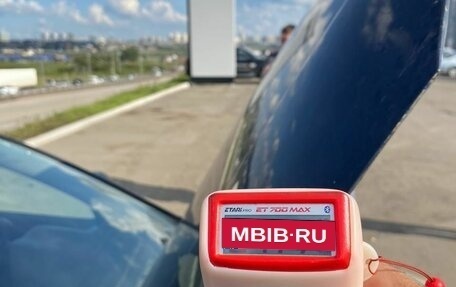 ETARI PRO ET 700 MAX
MBIB·RU